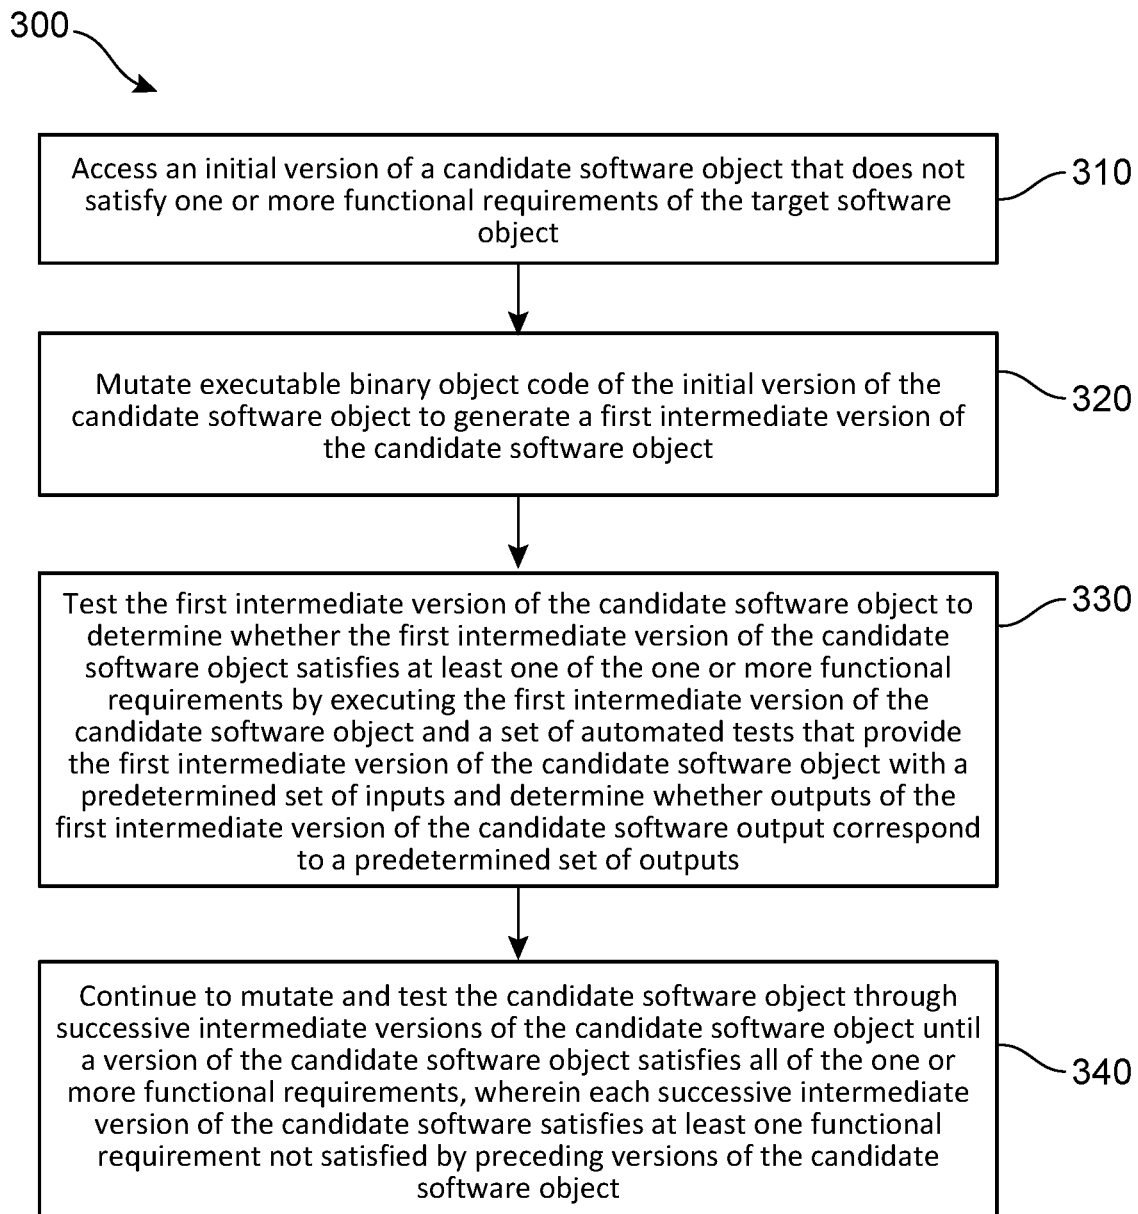 300
Access an initial version of a candidate software object that does not
satisfy one or more functional requirements of the target software
object
310
Mutate executable binary object code of the initial version of the
candidate software object to generate a first intermediate version of
the candidate software object
320
Test the first intermediate version of the candidate software object to
determine whether the first intermediate version of the candidate
software object satisfies at least one of the one or more functional
requirements by executing the first intermediate version of the
candidate software object and a set of automated tests that provide
the first intermediate version of the candidate software object with a
predetermined set of inputs and determine whether outputs of the
first intermediate version of the candidate software output correspond
to a predetermined set of outputs
330
Continue to mutate and test the candidate software object through
successive intermediate versions of the candidate software object until
a version of the candidate software object satisfies all of the one or
more functional requirements, wherein each successive intermediate
version of the candidate software satisfies at least one functional
requirement not satisfied by preceding versions of the candidate
software object
340